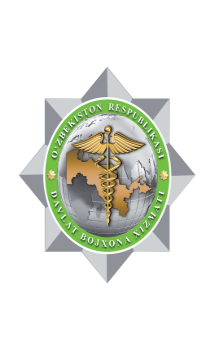 O‘ZBEKISTON RESPUBLIKASI
DAVLAT BOJXONA XIZMATI